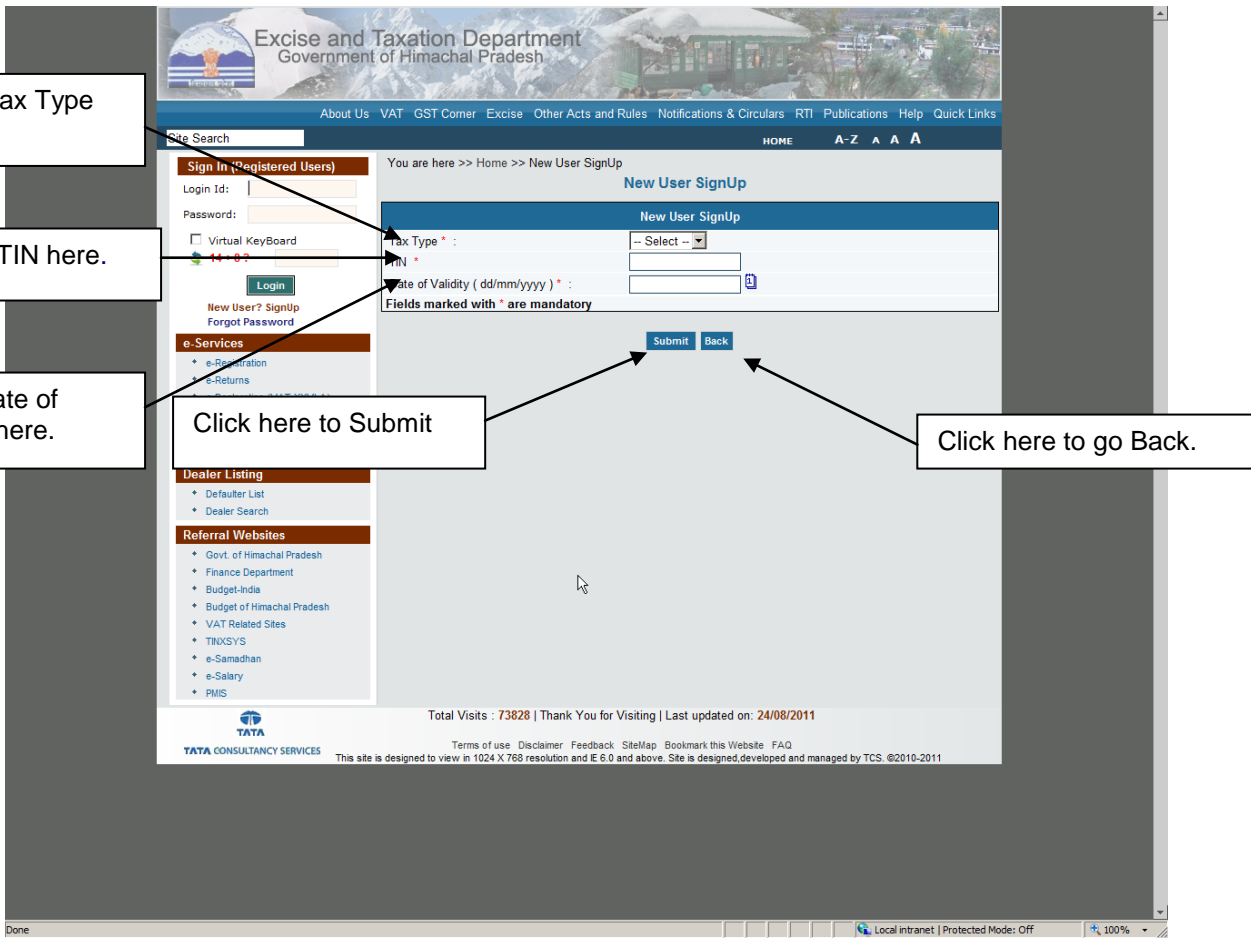 Excise and Taxation Department
Government of Himachal Pradesh
About Us VAT GST Corner Excise Other Acts and Rules Notifications & Circulars RTI Publications Help Quick Links
Site Search
HOME A-Z A A A
ax Type
Sign In (Registered Users)
Login Id:
Password:
Virtual KeyBoard
Login
New User? SignUp
Forgot Password
TIN here.
e-Services
e-Registration
e-Returns
ate of
here.
Dealer Listing
Defaulter List
Dealer Search
Referral Websites
Govt. of Himachal Pradesh
Finance Department
Budget-India
Budget of Himachal Pradesh
VAT Related Sites
TINXSYS
e-Samadhan
e-Salary
PMIS
You are here >> Home >> New User SignUp
New User SignUp
New User SignUp
Tax Type * :
-- Select --
TIN *
Date of Validity ( dd/mm/yyyy ) * :
Fields marked with * are mandatory
Submit Back
Click here to Submit
Click here to go Back.
TATA
TATA CONSULTANCY SERVICES
Total Visits : 73828 | Thank You for Visiting | Last updated on: 24/08/2011
Terms of use Disclaimer Feedback SiteMap Bookmark this Website FAQ
This site is designed to view in 1024 X 768 resolution and IE 6.0 and above. Site is designed,developed and managed by TCS. ©2010-2011
Done
Local intranet | Protected Mode: Off
100%